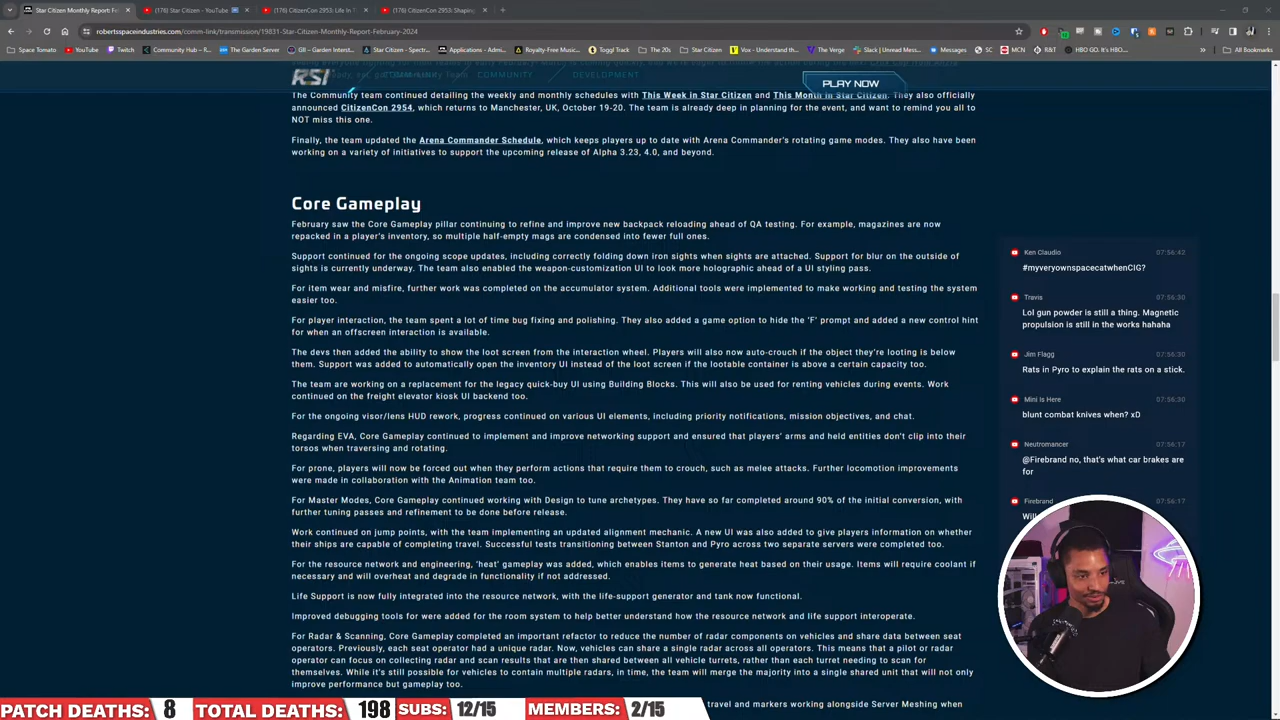 Star Citizen Monthly Report: Fe
(176) Star Citizen - YouTube
(176) CitizenCon 2953: Life In T
(176) CitizenCon 2953: Shaping
robertsspaceindustries.com/comm-link/transmission/19831-Star-Citizen-Monthly-Report-February-2024
Space Tomato
YouTube
Twitch
Config
Gli – Garden Interst...
Star Citizen – Spectr...
Applications - Admi...
Royalty-Free Music...
Toggl Track
The 20s
Star Citizen
Vox - Understand th...
The Verge
Slack | Unread Mess...
Messages
SC
MCN
R&T
HBO GO. It's HBO...
All Bookmarks
RSI
COMMUNITY
DEVELOPMENT
PLAY NOW
The Community team continued detailing the weekly and monthly schedules with This Week in Star Citizen and This Month in Star Citizen. They also officially
announced CitizenCon 2954, which returns to Manchester, UK, October 19-20. The team is already deep in planning for the event, and want to remind you all to
NOT miss this one.
Finally, the team updated the Arena Commander Schedule, which keeps players up to date with Arena Commander's rotating game modes. They also have been
working on a variety of initiatives to support the upcoming release of Alpha 3.23, 4.0, and beyond.
Core Gameplay
February saw the Core Gameplay pillar continuing to refine and improve new backpack reloading ahead of QA testing. For example, magazines are now
repacked in a player's inventory, so multiple half-empty mags are condensed into fewer full ones.
Support continued for the ongoing scope updates, including correctly folding down iron sights when sights are attached. Support for blur on the outside of
sights is currently underway. The team also enabled the weapon-customization UI to look more holographic ahead of a UI styling pass.
For item wear and misfire, further work was completed on the accumulator system. Additional tools were implemented to make working and testing the system
easier too.
For player interaction, the team spent a lot of time bug fixing and polishing. They also added a game option to hide the 'F' prompt and added a new control hint
for when an offscreen interaction is available.
The devs then added the ability to show the loot screen from the interaction wheel. Players will also now auto-crouch if the object they're looting is below
them. Support was added to automatically open the inventory UI instead of the loot screen if the lootable container is above a certain capacity too.
The team are working on a replacement for the legacy quick-buy UI using Building Blocks. This will also be used for renting vehicles during events. Work
continued on the freight elevator kiosk UI backend too.
For the ongoing visor/lens HUD rework, progress continued on various UI elements, including priority notifications, mission objectives, and chat.
Regarding EVA, Core Gameplay continued to implement and improve networking support and ensured that players' arms and held entities don't clip into their
torsos when traversing and rotating.
For prone, players will now be forced out when they perform actions that require them to crouch, such as melee attacks. Further locomotion improvements
were made in collaboration with the Animation team too.
For Master Modes, Core Gameplay continued working with Design to tune archetypes. They have so far completed around 90% of the initial conversion, with
further tuning passes and refinement to be done before release.
Work continued on jump points, with the team implementing an updated alignment mechanic. A new UI was also added to give players information on whether
their ships are capable of completing travel. Successful tests transitioning between Stanton and Pyro across two separate servers were completed too.
For the resource network and engineering, 'heat' gameplay was added, which enables items to generate heat based on their usage. Items will require coolant if
necessary and will overheat and degrade in functionality if not addressed.
Life Support is now fully integrated into the resource network, with the life-support generator and tank now functional.
Improved debugging tools for were added for the room system to help better understand how the resource network and life support interoperate.
For Radar & Scanning, Core Gameplay completed an important refactor to reduce the number of radar components on vehicles and share data between seat
operators. Previously, each seat operator had a unique radar. Now, vehicles can share a single radar across all operators. This means that a pilot or radar
operator can focus on collecting radar and scan results that are then shared between all vehicle turrets, rather than each turret needing to scan for
themselves. While it's still possible for vehicles to contain multiple radars, in time, the team will merge the majority into a single shared unit that will not only
improve performance but gameplay too.
travel and markers working alongside Server Meshing when
Ken Claudio 07:56:42
#myveryownspacecatwhenCIG?
Travis 07:56:30
Lol gun powder is still a thing. Magnetic
propulsion is still in the works hahaha
Jim Flagg 07:56:30
Rats in Pyro to explain the rats on a stick.
Mini Is Here 07:56:30
blunt combat knives when? xD
Neutromancer 07:56:17
@Firebrand no, that's what car brakes are
for
Firebrand 07:56:17
Will
PATCH DEATHS: 8
TOTAL DEATHS: 198
SUBS: 12/15
MEMBERS: 2/15